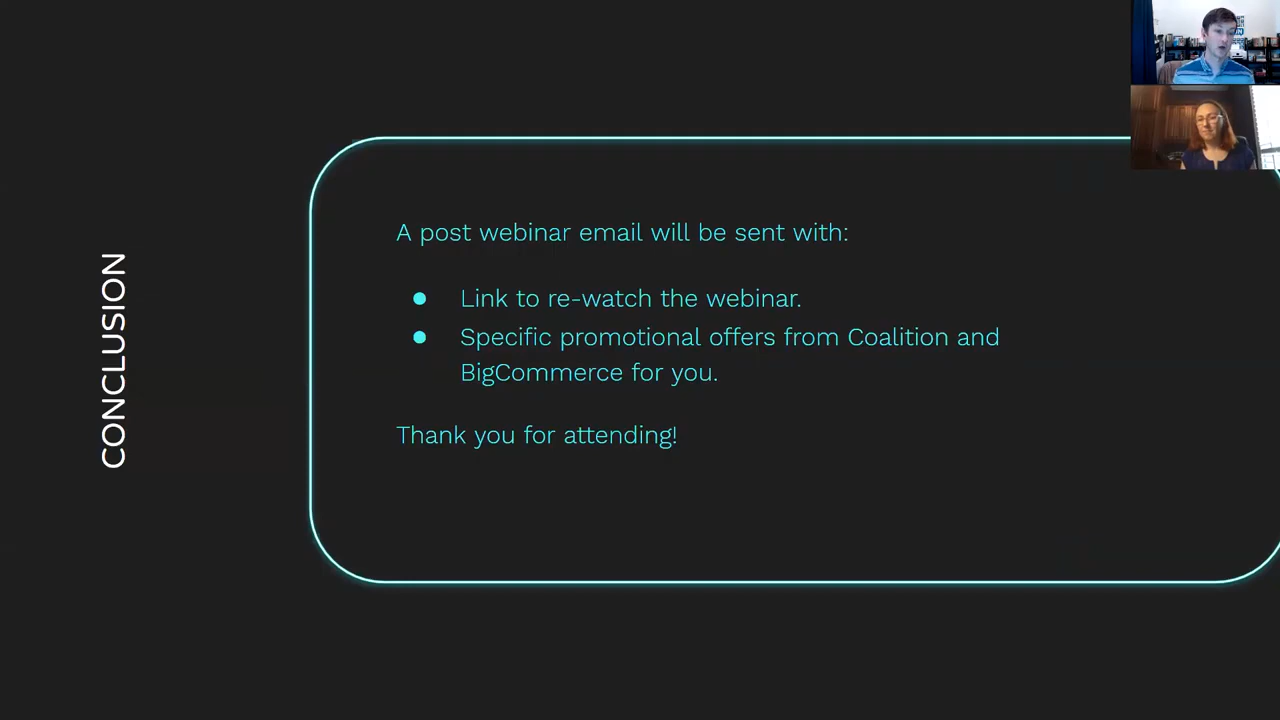 CONCLUSION
A post webinar email will be sent with:
● Link to re-watch the webinar.
● Specific promotional offers from Coalition and
BigCommerce for you.
Thank you for attending!